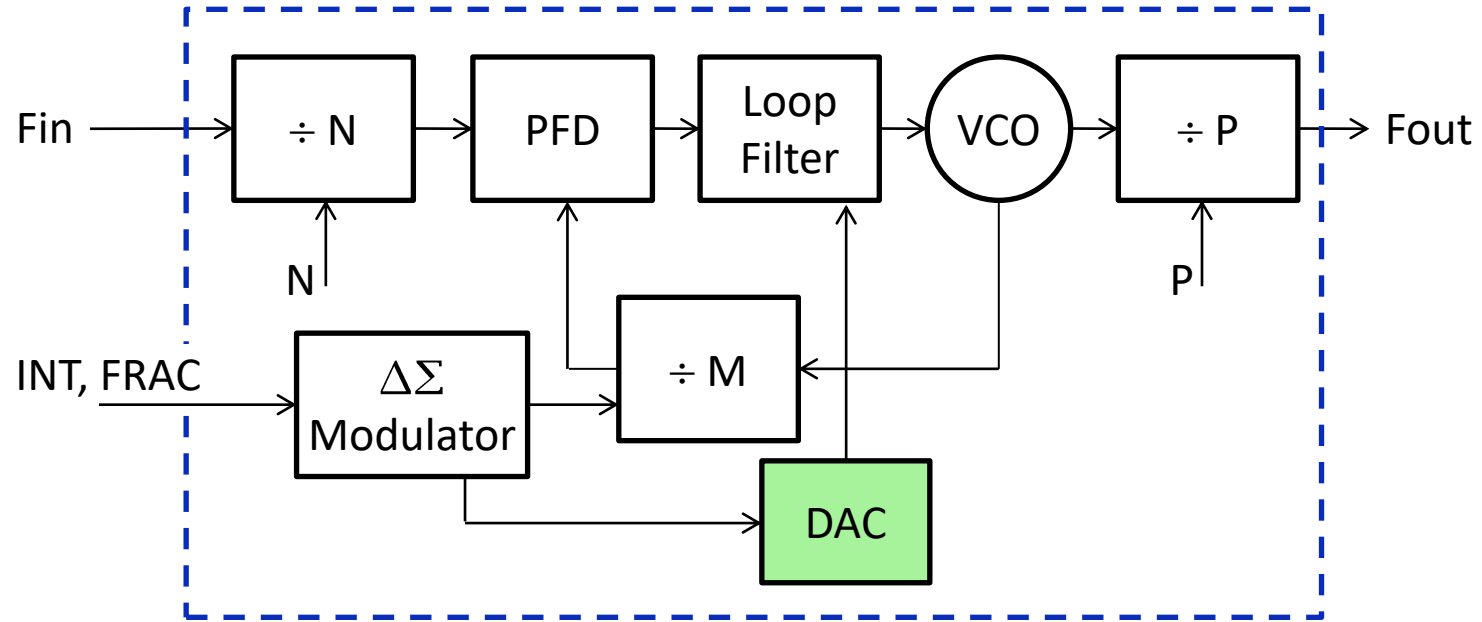 Fin
÷ N
PFD
Loop
Filter
VCO
÷ P
Fout
N
P
INT, FRAC
ΔΣ
Modulator
÷ M
DAC